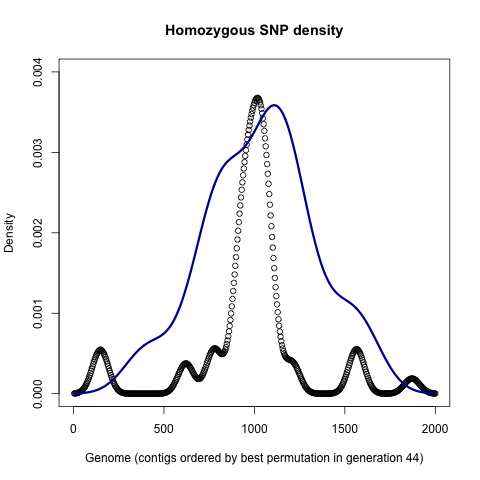 Homozygous SNP density
Density
0.004
0.003
0.002
0.001
0.000
0 500 1000 1500 2000
Genome (contigs ordered by best permutation in generation 44)